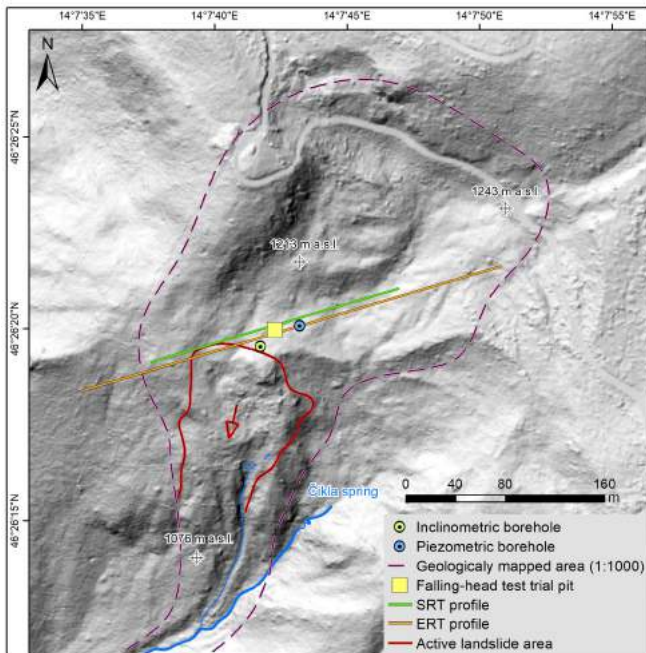 14°7'35"E
14°7'40"E
14°7'45"E
14°7'50"E
14°7'55"E
N
46°26'25"N
1243 m a.s.l.
1213 m a.s.l.
46°26'20"N
Čikla spring
0 40 80 160
m
46°26'15"N
1076 m a.s.l.
Inclinometric borehole
Piezometric borehole
Geologicaly mapped area (1:1000)
Falling-head test trial pit
SRT profile
ERT profile
Active landslide area